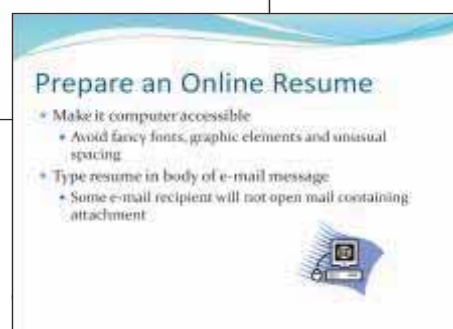 Prepare an Online Resume
• Make it computer accessible
• Avoid fancy fonts, graphic elements and unusual
spacing
• Type resume in body of e-mail message
• Some e-mail recipient will not open mail containing
attachment